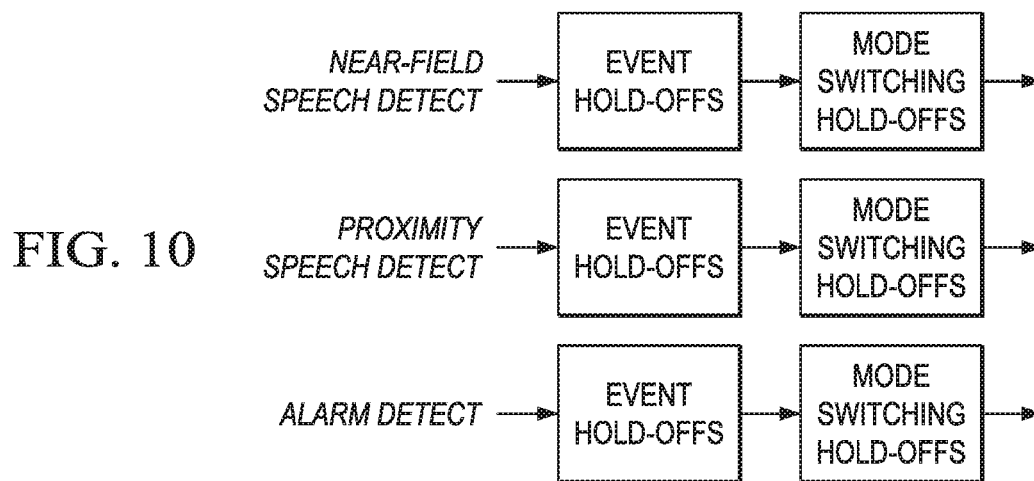 NEAR-FIELD
SPEECH DETECT
EVENT
HOLD-OFFS
MODE
SWITCHING
HOLD-OFFS
FIG. 10
PROXIMITY
SPEECH DETECT
EVENT
HOLD-OFFS
MODE
SWITCHING
HOLD-OFFS
ALARM DETECT
EVENT
HOLD-OFFS
MODE
SWITCHING
HOLD-OFFS